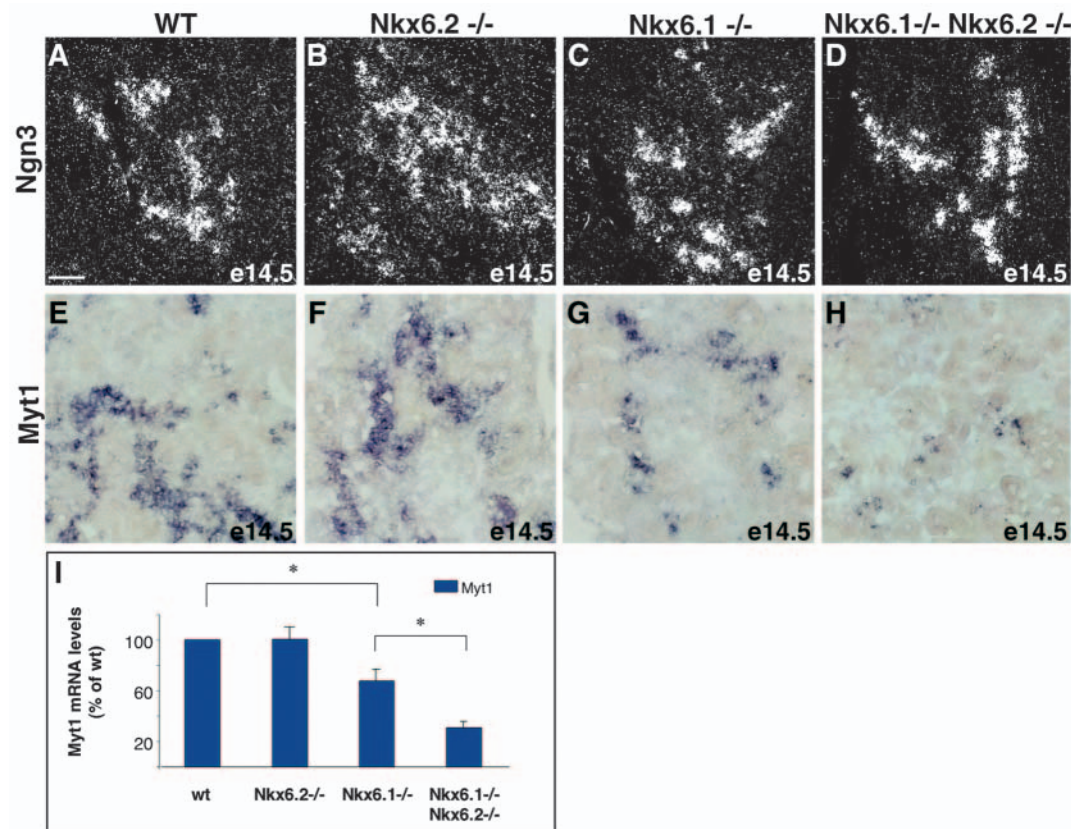 WT Nkx6.2 -/- Nkx6.1 -/- Nkx6.1-/- Nkx6.2 -/-
Ngn3
A B C D
e14.5 e14.5 e14.5 e14.5
Myt1
E F G H
e14.5 e14.5 e14.5 e14.5
I
* Myt1
*
Myt1 mRNA levels
(% of wt)
100
60
20
wt Nkx6.2-/- Nkx6.1-/- Nkx6.1-/-
Nkx6.2-/-